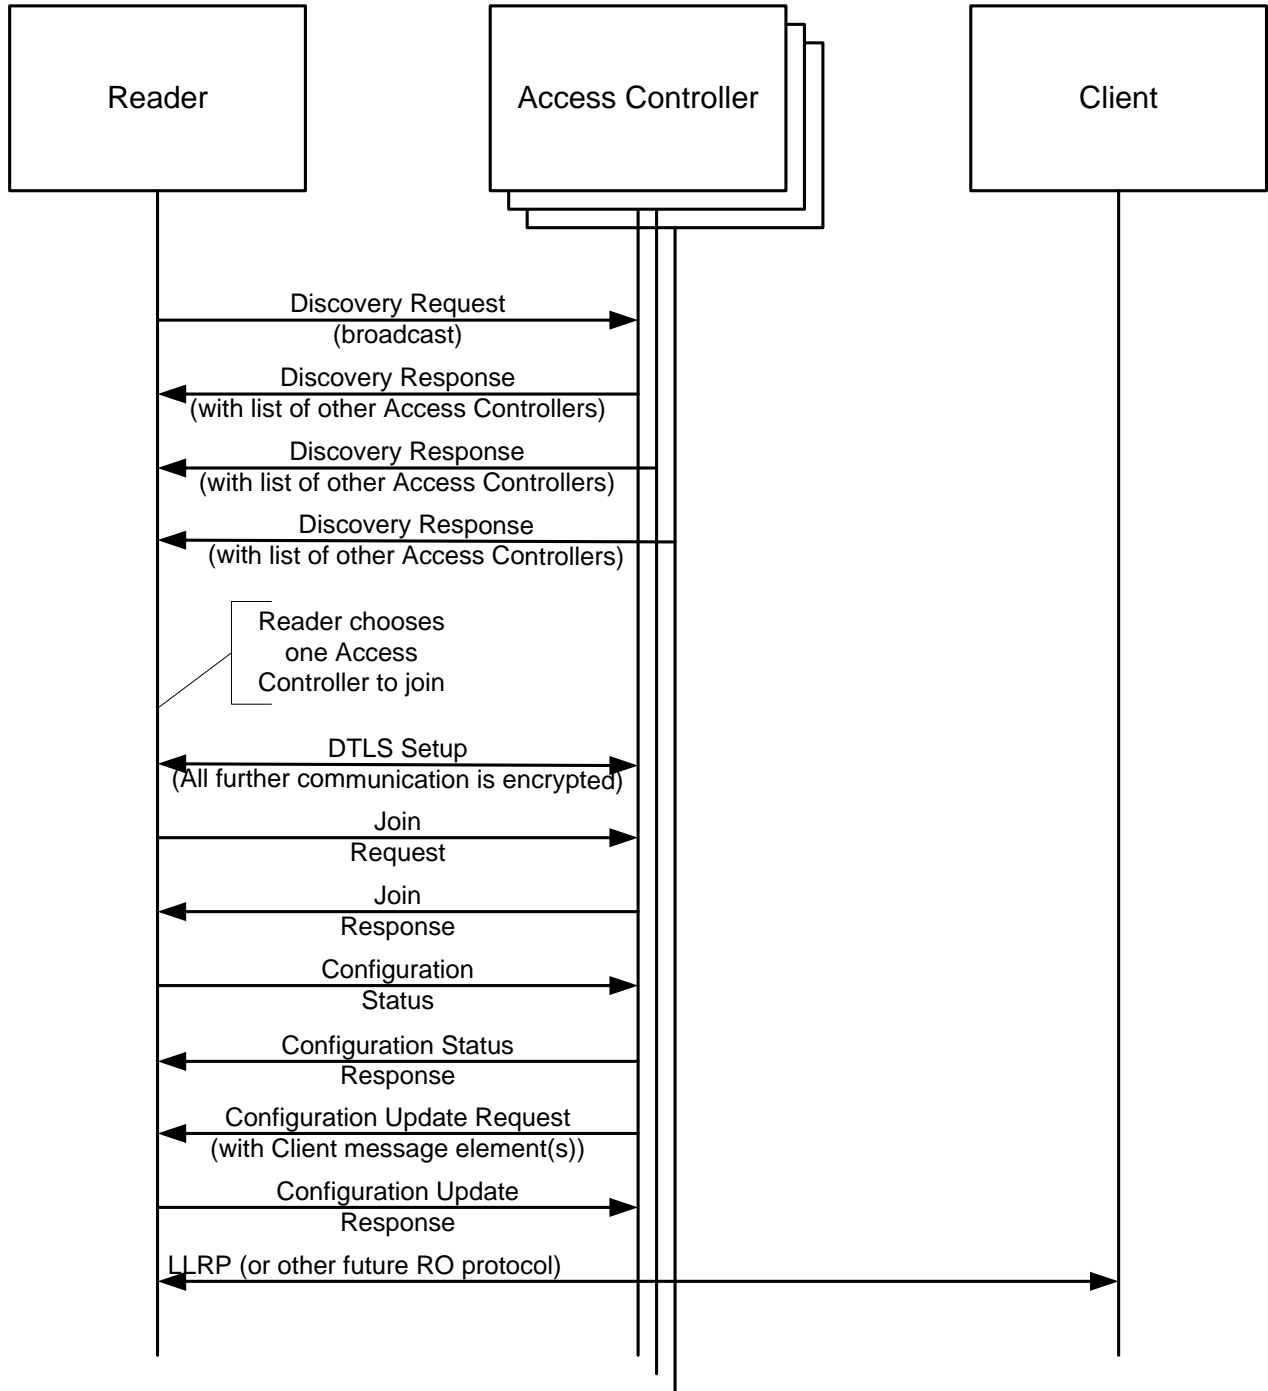 Reader
Access Controller
Client
Discovery Request
(broadcast)
Discovery Response
(with list of other Access Controllers)
Discovery Response
(with list of other Access Controllers)
Discovery Response
(with list of other Access Controllers)
Reader chooses
one Access
Controller to join
DTLS Setup
(All further communication is encrypted)
Join
Request
Join
Response
Configuration
Status
Configuration Status
Response
Configuration Update Request
(with Client message element(s))
Configuration Update
Response
LLRP (or other future RO protocol)